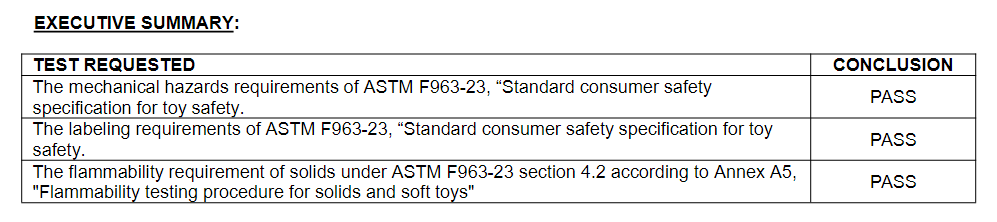 EXECUTIVE SUMMARY:
TEST REQUESTED CONCLUSION
The mechanical hazards requirements of ASTM F963-23, “Standard consumer safety
specification for toy safety.
PASS
The labeling requirements of ASTM F963-23, “Standard consumer safety specification for toy
safety.
PASS
The flammability requirement of solids under ASTM F963-23 section 4.2 according to Annex A5,
"Flammability testing procedure for solids and soft toys"
PASS